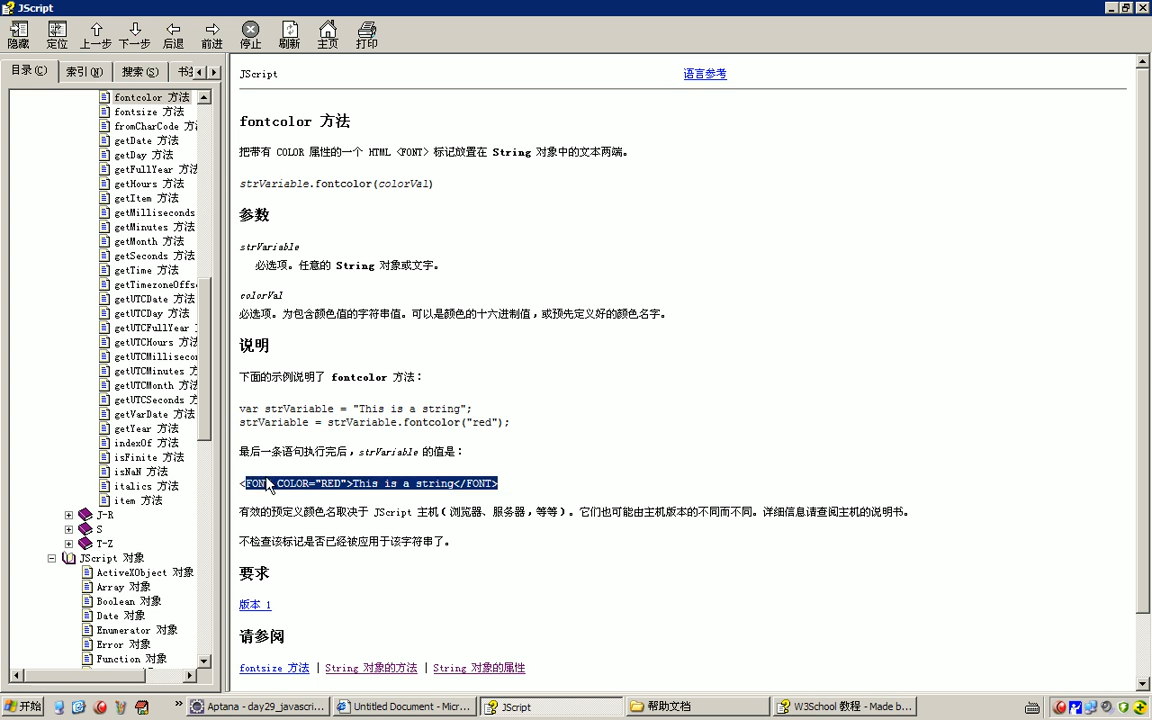 JScript
隐藏 定位 上一步 下一步 后退 前进 停止 刷新 主页 打印
目录(C) 索引(N) 搜索(S)
JScript 语言参考
fontcolor 方法
把带有 COLOR 属性的一个 HTML <FONT> 标记放置在 String 对象中的文本两端。
strVariable.fontcolor(colorVal)
参数
strVariable
必选项。任意的 String 对象或文字。
colorVal
必选项。为包含颜色值的字符串值。可以是颜色的十六进制值，或预先定义好的颜色名字。
说明
下面的示例说明了 fontcolor 方法：
var strVariable = "This is a string";
strVariable = strVariable.fontcolor("red");
最后一条语句执行完后，strVariable 的值是：
<FONT COLOR="RED">This is a string</FONT>
有效的预定义颜色名取决于 JScript 主机（浏览器、服务器，等等）。它们也可能由主机版本的不同而不同。详细信息请查阅主机的说明书。
不检查该标记是否已经被应用于该字符串了。
要求
版本 1
请参阅
fontsize 方法 | String 对象的方法 | String 对象的属性
fontcolor 方法
fontsize 方法
fromCharCode 方
getDate 方法
getDay 方法
getFullYear 方法
getHours 方法
getItem 方法
getMilliseconds
getMinutes 方法
getMonth 方法
getSeconds 方法
getTime 方法
getTimezoneOffs
getUTCDate 方法
getUTCDay 方法
getUTCFullYear
getUTCHours 方法
getUTCMillisecon
getUTCMinutes 方
getUTCMonth 方法
getUTCSeconds 方
getVarDate 方法
getYear 方法
indexOf 方法
isFinite 方法
isNaN 方法
italics 方法
item 方法
J-R
S
T-Z
JScript 对象
ActiveXObject 对象
Array 对象
Boolean 对象
Date 对象
Enumerator 对象
Error 对象
Function 对象
开始 » Aptana - day29_javascri... Untitled Document - Micr... JScript 帮助文档 W3School 教程 - Made b...